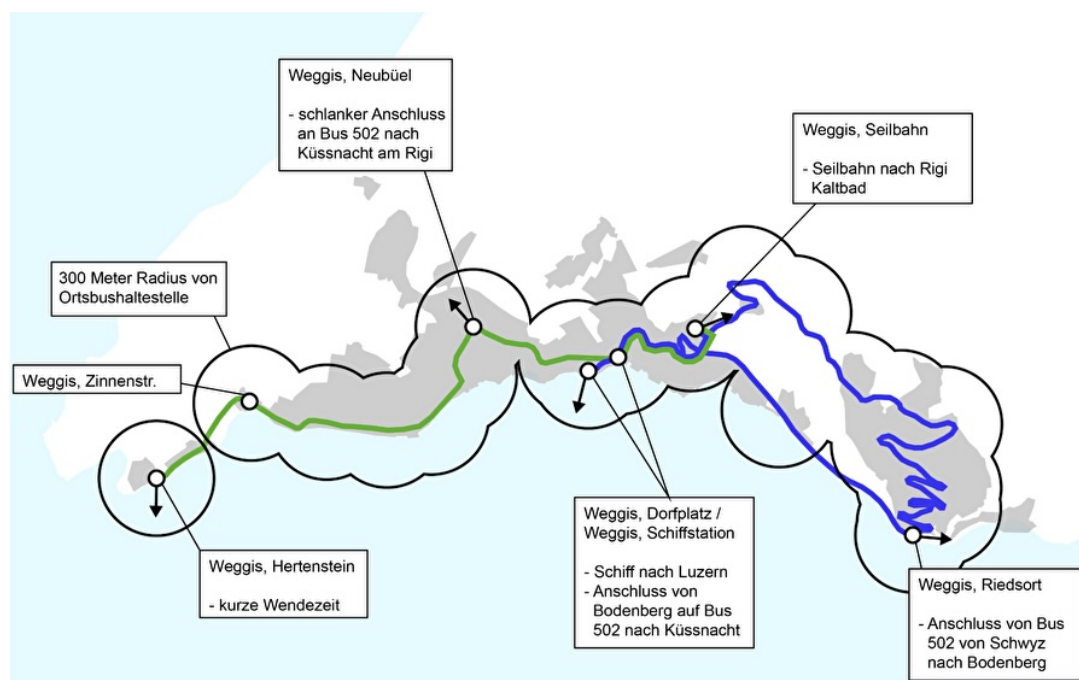 Weggis, Neubüel
- schlanker Anschluss
an Bus 502 nach
Küssnacht am Rigi
Weggis, Seilbahn
- Seilbahn nach Rigi
Kaltbad
300 Meter Radius von
Ortsbushaltestelle
Weggis, Zinnenstr.
Weggis, Hertenstein
- kurze Wendezeit
Weggis, Dorfplatz /
Weggis, Schiffstation
- Schiff nach Luzern
- Anschluss von
Bodenberg auf Bus
502 nach Küssnacht
Weggis, Riedsort
- Anschluss von Bus
502 von Schwyz
nach Bodenberg